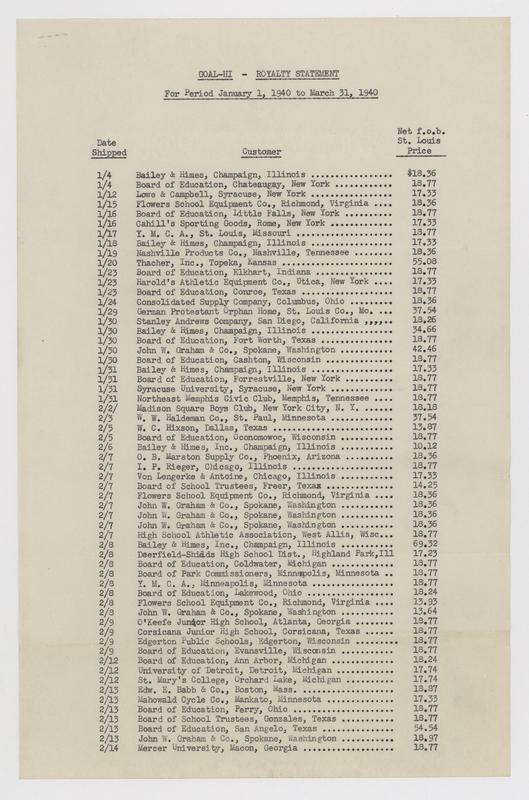 GOAL-HI - ROYALTY STATEMENT
For Period January 1, 1940 to March 31, 1940
Date Shipped Customer Net f.o.b. St. Louis Price
1/4 Bailey & Himes, Champaign, Illinois ................ $18.36
1/4 Board of Education, Chateaugay, New York ........... 18.77
1/12 Lowe & Campbell, Syracuse, New York ................ 17.33
1/15 Flowers School Equipment Co., Richmond, Virginia .... 18.36
1/16 Board of Education, Little Falls, New York ......... 18.77
1/16 Cahill's Sporting Goods, Rome, New York ............ 17.33
1/17 Y. M. C. A., St. Louis, Missouri ................... 18.77
1/18 Bailey & Himes, Champaign, Illinois ................ 17.33
1/19 Nashville Products Co., Nashville, Tennessee ....... 18.36
1/20 Thacher, Inc., Topeka, Kansas ...................... 55.08
1/23 Board of Education, Elkhart, Indiana ............... 18.77
1/23 Harold's Athletic Equipment Co., Utica, New York .... 17.33
1/23 Board of Education, Conroe, Texas .................. 18.77
1/24 Consolidated Supply Company, Columbus, Ohio ........ 18.36
1/29 German Protestant Orphan Home, St. Louis Co., Mo. ... 37.54
1/30 Stanley Andrews Company, San Diego, California ,,,,.. 18.26
1/30 Bailey & Himes, Champaign, Illinois ................ 34.66
1/30 Board of Education, Fort Worth, Texas .............. 18.77
1/30 John W. Graham & Co., Spokane, Washington .......... 42.46
1/30 Board of Education, Cashton, Wisconsin ............. 18.77
1/31 Bailey & Himes, Champaign, Illinois ................ 17.33
1/31 Board of Education, Forrestville, New York ......... 18.77
1/31 Syracuse University, Syracuse, New York ............ 18.77
1/31 Northeast Memphis Civic Club, Memphis, Tennessee .... 18.77
2/2/ Madison Square Boys Club, New York City, N. Y. ...... 18.18
2/3 W. W. Haldeman Co., St. Paul, Minnesota ............ 37.54
2/5 W. C. Hixson, Dallas, Texas ........................ 13.87
2/5 Board of Education, Oconomowoc, Wisconsin .......... 18.77
2/6 Bailey & Himes, Inc., Champaign, Illinois .......... 10.12
2/7 O. B. Marston Supply Co., Phoenix, Arizona ......... 18.36
2/7 I. P. Rieger, Chicago, Illinois .................... 18.77
2/7 Von Lengerke & Antoine, Chicago, Illinois .......... 17.33
2/7 Board of School Trustees, Freer, Texas ............. 14.25
2/7 Flowers School Equipment Co., Richmond, Virginia .... 18.36
2/7 John W. Graham & Co., Spokane, Washington .......... 18.36
2/7 John W. Graham & Co., Spokane, Washington .......... 18.36
2/7 John W. Graham & Co., Spokane, Washington .......... 18.36
2/7 High School Athletic Association, West Allis, Wisc... 18.77
2/8 Bailey & Himes, Inc., Champaign, Illinois .......... 69.32
2/8 Deerfield-Shields High School Dist., Highland Park,Ill 17.23
2/8 Board of Education, Coldwater, Michigan ............ 18.77
2/8 Board of Park Commissioners, Minneapolis, Minnesota .. 18.77
2/8 Y. M. C. A., Minneapolis, Minnesota ................ 18.77
2/8 Board of Education, Lakewood, Ohio ................. 18.24
2/8 Flowers School Equipment Co., Richmond, Virginia .... 13.93
2/8 John W. Graham & Co., Spokane, Washington .......... 13.64
2/9 O'Keefe Junior High School, Atlanta, Georgia ....... 18.77
2/9 Corsicana Junior High School, Corsicana, Texas ...... 18.77
2/9 Edgerton Public Schools, Edgerton, Wisconsin ......... 18.77
2/9 Board of Education, Evansville, Wisconsin .......... 18.77
2/12 Board of Education, Ann Arbor, Michigan ............ 18.24
2/12 University of Detroit, Detroit, Michigan ........... 17.74
2/12 St. Mary's College, Orchard Lake, Michigan ......... 17.74
2/13 Edw. E. Babb & Co., Boston, Mass. .................. 18.87
2/13 Mahowald Cycle Co., Mankato, Minnesota ............. 17.33
2/13 Board of Education, Perry, Ohio .................... 18.77
2/13 Board of School Trustees, Gonzales, Texas .......... 18.77
2/13 Board of Education, San Angelo, Texas .............. 54.54
2/13 John W. Graham & Co., Spokane, Washington .......... 18.97
2/14 Mercer University, Macon, Georgia .................. 18.77